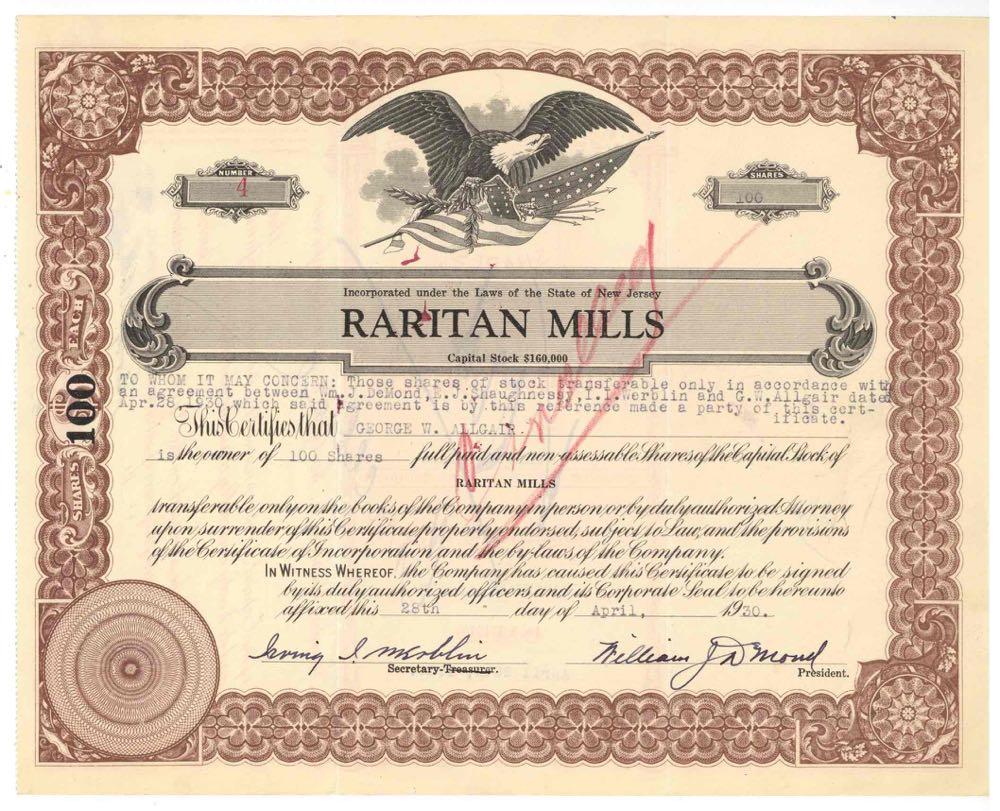 NUMBER
4
SHARES
100
Incorporated under the Laws of the State of New Jersey
RARITAN MILLS
Capital Stock $160,000
TO WHOM IT MAY CONCERN: Those shares of stock transferable only in accordance with
an agreement between Wm.J.DeMond,E.J.Shaughnessy,I.I.Werblin and G.W.Allgair dated
Apr.28,1930,which said agreement is by this reference made a party of this cert-
ificate.
This Certifies that GEORGE W. ALLGAIR.
is the owner of 100 Shares full paid and non-assessable Shares of the Capital Stock of
RARITAN MILLS
transferable only on the books of the Company in person or by duly authorized Attorney
upon surrender of this Certificate properly endorsed, subject to Law, and the provisions
of the Certificate of Incorporation and the by-laws of the Company.
IN WITNESS WHEREOF, the Company has caused this Certificate to be signed
by its duly authorized officers and its Corporate Seal to be hereunto
affixed this 28th day of April, 1930.
Irving I. Werblin
William J DeMond
Secretary-Treasurer.
President.
SHARES $100 EACH